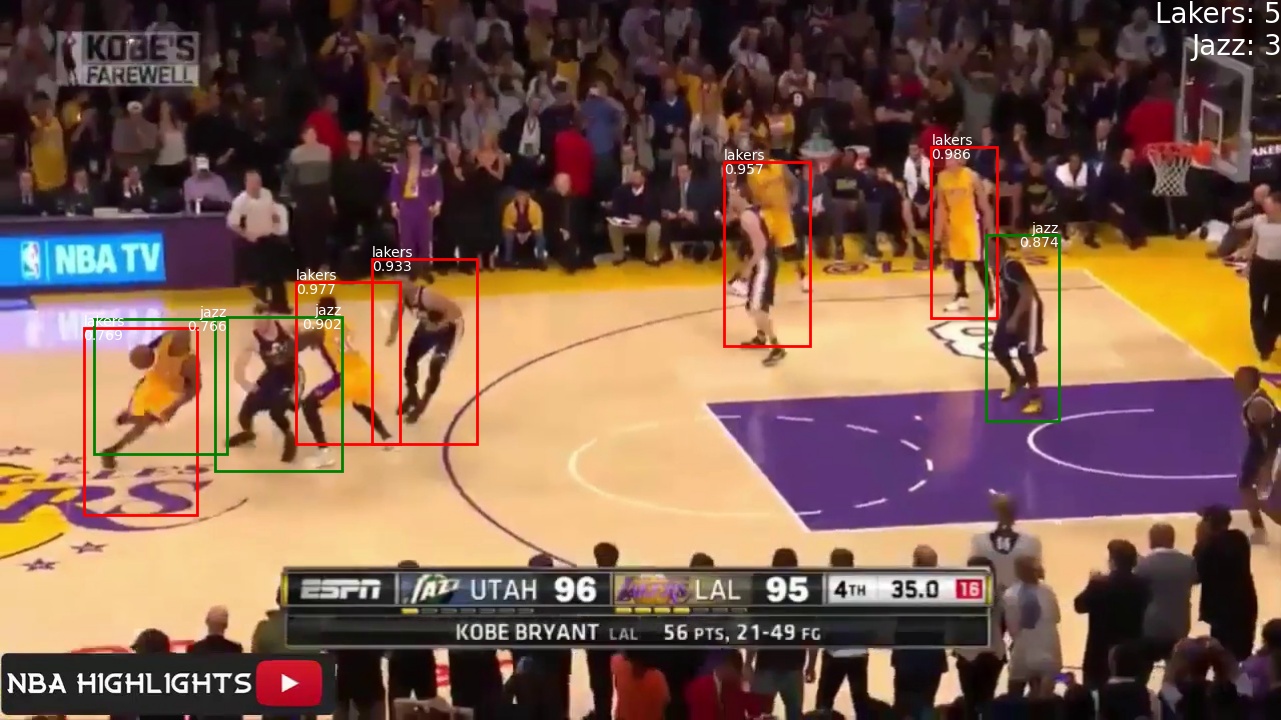 Lakers: 5
Jazz: 3
KOBE'S
FAREWELL
lakers
0.986
lakers
0.957
jazz
0.874
lakers
0.933
lakers
0.977
jazz
0.902
jazz
0.766
lakers
0.769
NBA TV
ESPN JAZZ UTAH 96 LAKERS LAL 95 4TH 35.0 16
KOBE BRYANT LAL 56 PTS, 21-49 FG
NBA HIGHLIGHTS